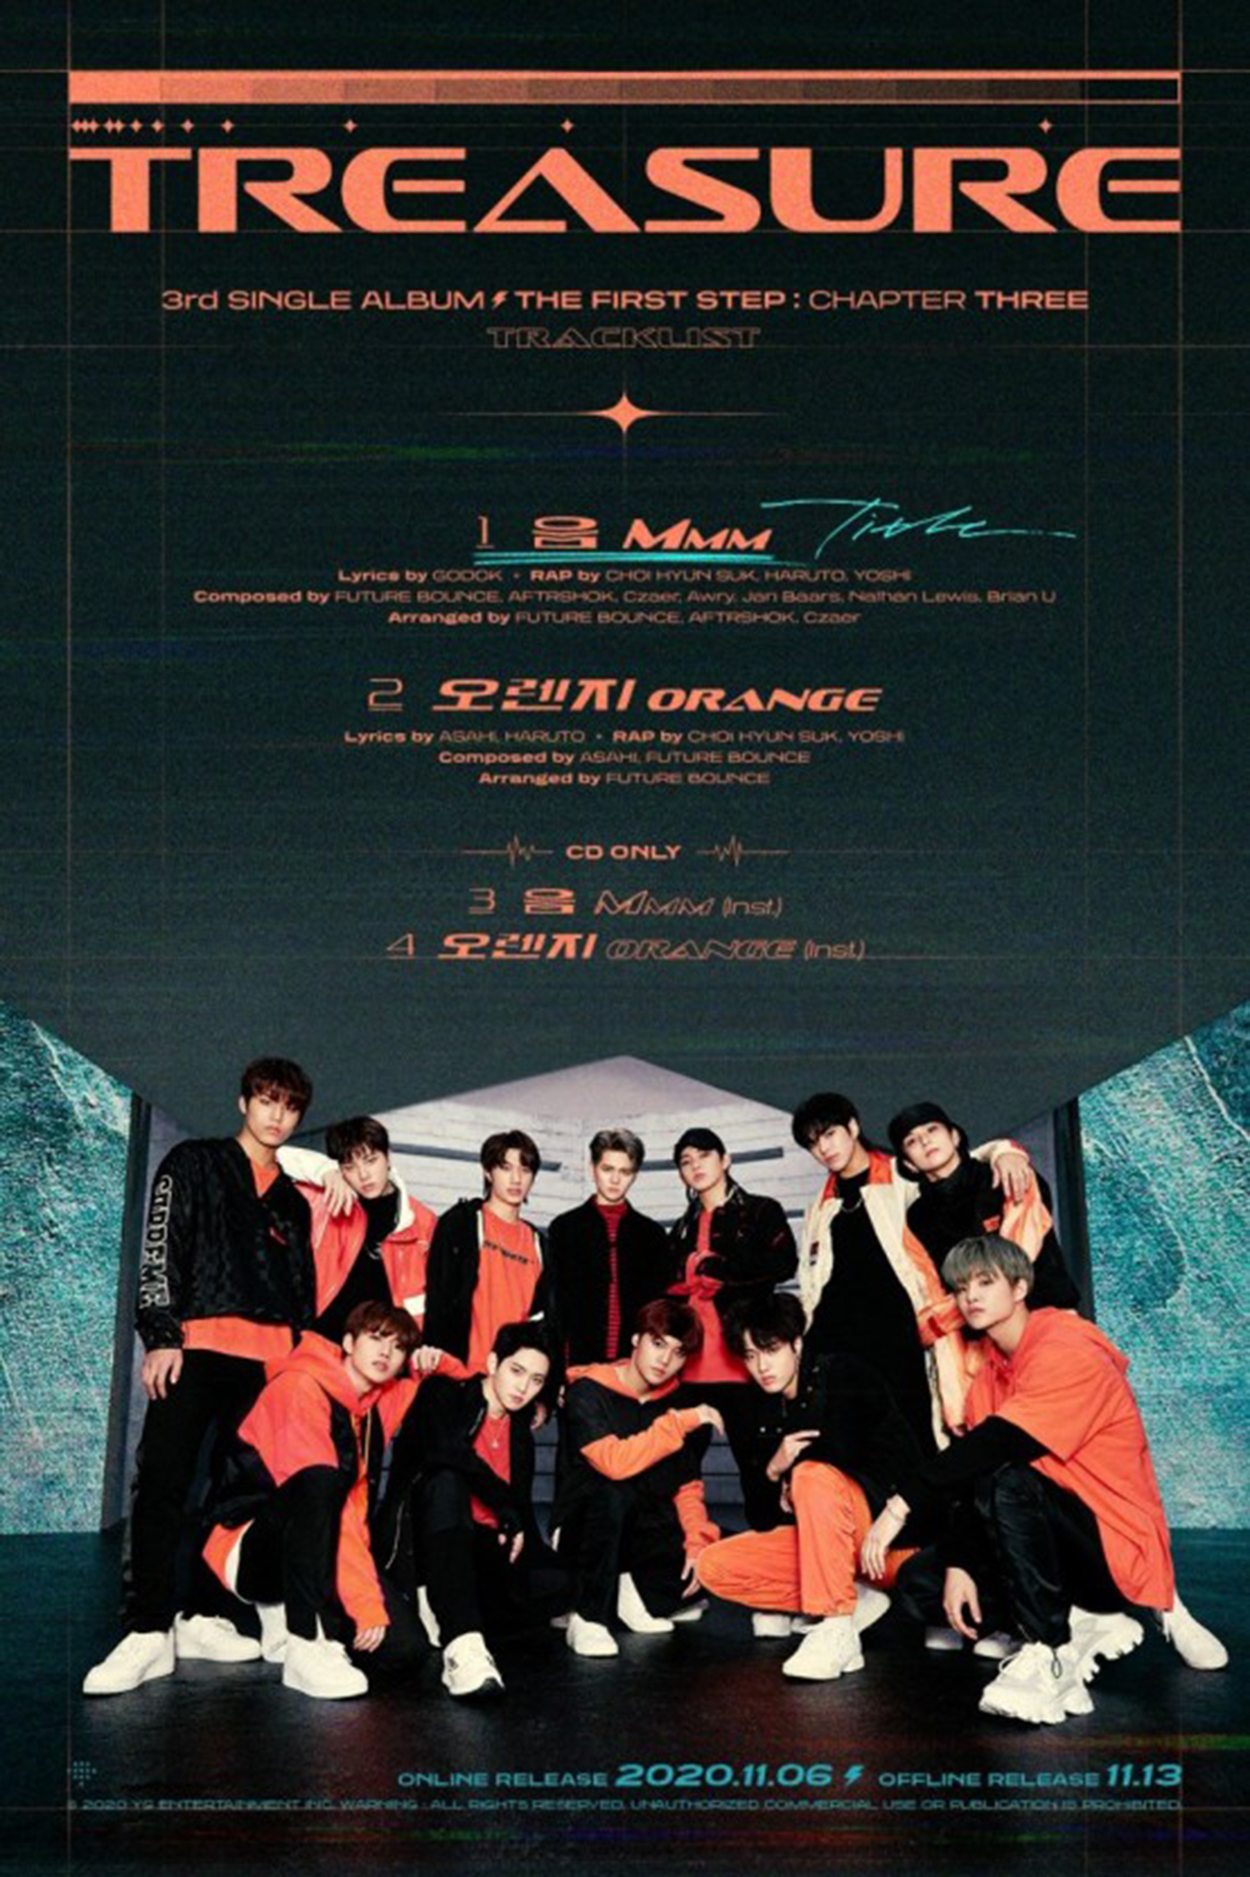 TREASURE
3rd SINGLE ALBUM THE FIRST STEP : CHAPTER THREE
TRACKLIST
1 음 MMM Title
Lyrics by GODOK • RAP by CHOI HYUN SUK, HARUTO, YOSHI
Composed by FUTURE BOUNCE, AFTRSHOK, Czaer, Awry, Jan Baars, Nathan Lewis, Brian U
Arranged by FUTURE BOUNCE, AFTRSHOK, Czaer
2 오렌지 ORANGE
Lyrics by ASAHI, HARUTO • RAP by CHOI HYUN SUK, YOSHI
Composed by ASAHI, FUTURE BOUNCE
Arranged by FUTURE BOUNCE
CD ONLY
3 음 MMM (Inst.)
4 오렌지 ORANGE (Inst.)
ONLINE RELEASE 2020.11.06 OFFLINE RELEASE 11.13
© 2020 YG ENTERTAINMENT INC. WARNING : ALL RIGHTS RESERVED. UNAUTHORIZED COMMERCIAL USE OR PUBLICATION IS PROHIBITED.